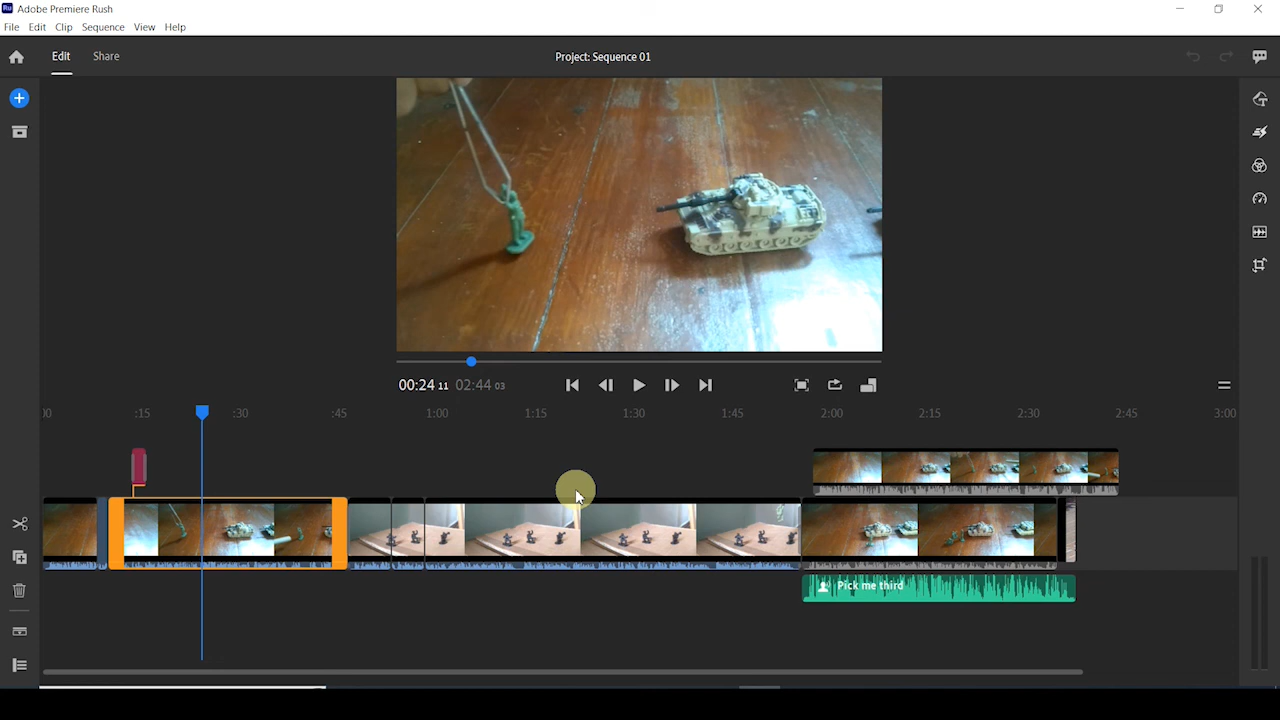 Ru Adobe Premiere Rush
File Edit Clip Sequence View Help
Edit Share Project: Sequence 01
00:24 11 02:44 03
:15 :30 :45 1:00 1:15 1:30 1:45 2:00 2:15 2:30 2:45 3:00
Pick me third